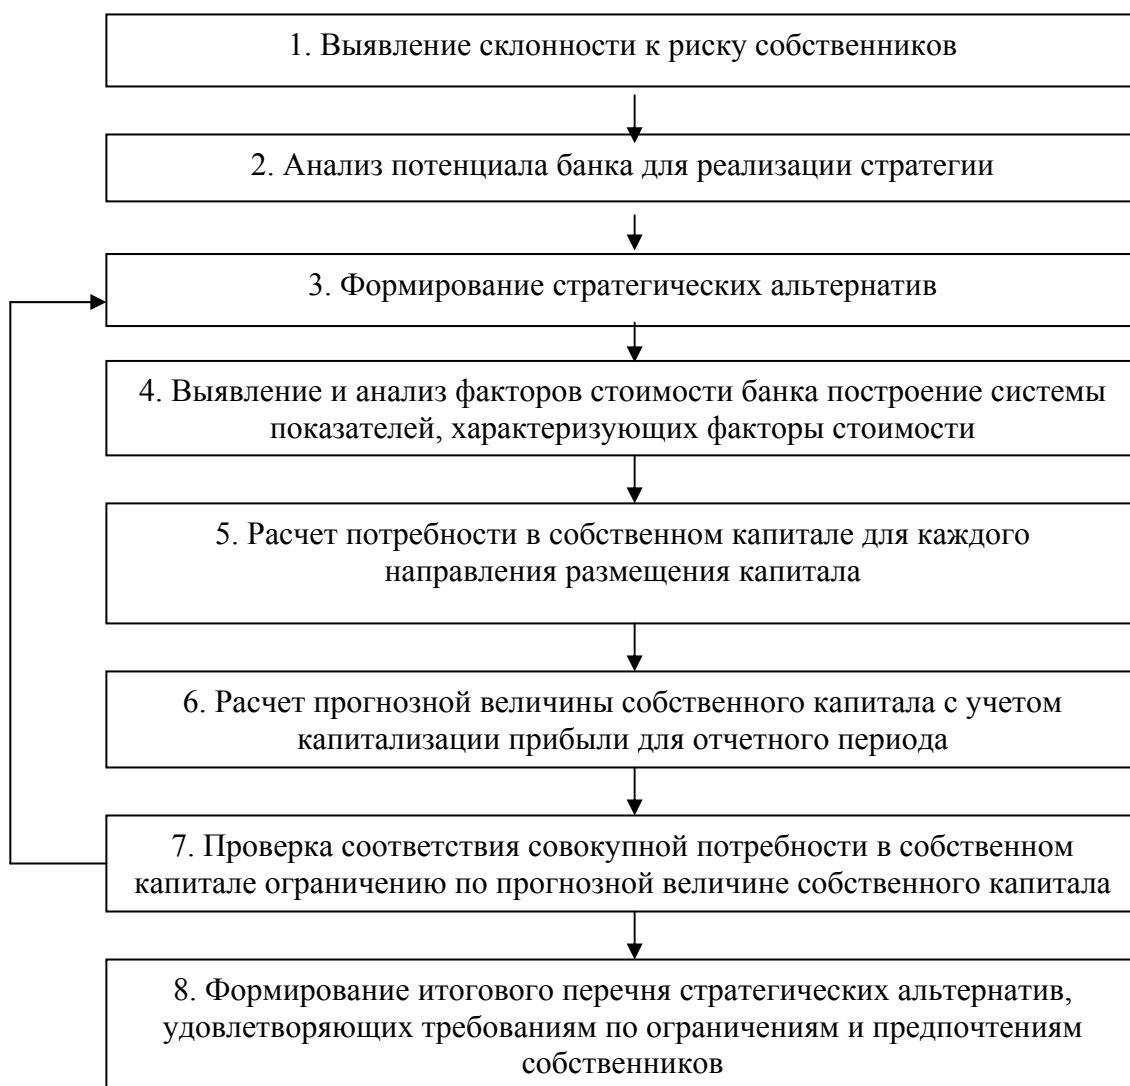 1. Выявление склонности к риску собственников
2. Анализ потенциала банка для реализации стратегии
3. Формирование стратегических альтернатив
4. Выявление и анализ факторов стоимости банка построение системы
показателей, характеризующих факторы стоимости
5. Расчет потребности в собственном капитале для каждого
направления размещения капитала
6. Расчет прогнозной величины собственного капитала с учетом
капитализации прибыли для отчетного периода
7. Проверка соответствия совокупной потребности в собственном
капитале ограничению по прогнозной величине собственного капитала
8. Формирование итогового перечня стратегических альтернатив,
удовлетворяющих требованиям по ограничениям и предпочтениям
собственников